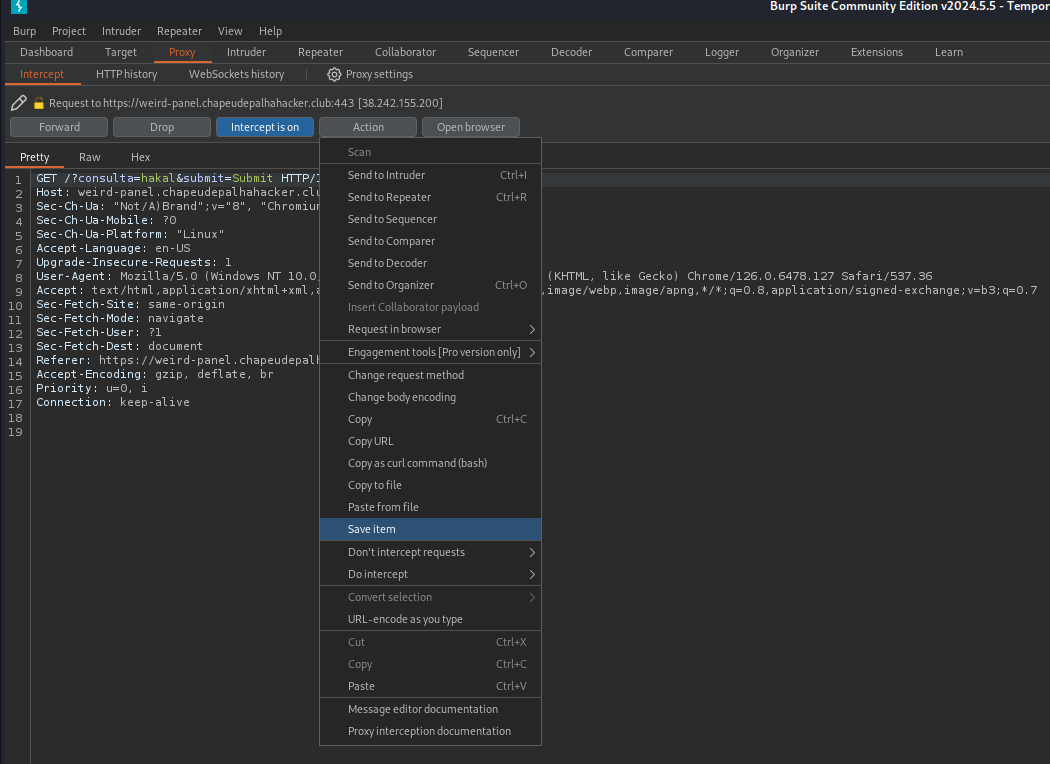 Burp Suite Community Edition v2024.5.5 - Tempor
Burp Project Intruder Repeater View Help
Dashboard Target Proxy Intruder Repeater Collaborator Sequencer Decoder Comparer Logger Organizer Extensions Learn
Intercept HTTP history WebSockets history Proxy settings
Request to https://weird-panel.chapeudepalhahacker.club:443 [38.242.155.200]
Forward Drop Intercept is on Action Open browser
Pretty Raw Hex
1 GET /?consulta=hakal&submit=Submit HTTP/
2 Host: weird-panel.chapeudepalhahacker.clu
3 Sec-Ch-Ua: "Not/A)Brand";v="8", "Chromiu
4 Sec-Ch-Ua-Mobile: ?0
5 Sec-Ch-Ua-Platform: "Linux"
6 Accept-Language: en-US
7 Upgrade-Insecure-Requests: 1
8 User-Agent: Mozilla/5.0 (Windows NT 10.0 (KHTML, like Gecko) Chrome/126.0.6478.127 Safari/537.36
9 Accept: text/html,application/xhtml+xml, ,image/webp,image/apng,*/*;q=0.8,application/signed-exchange;v=b3;q=0.7
10 Sec-Fetch-Site: same-origin
11 Sec-Fetch-Mode: navigate
12 Sec-Fetch-User: ?1
13 Sec-Fetch-Dest: document
14 Referer: https://weird-panel.chapeudepal
15 Accept-Encoding: gzip, deflate, br
16 Priority: u=0, i
17 Connection: keep-alive
18
19
Scan
Send to Intruder Ctrl+I
Send to Repeater Ctrl+R
Send to Sequencer
Send to Comparer
Send to Decoder
Send to Organizer Ctrl+O
Insert Collaborator payload
Request in browser
Engagement tools [Pro version only]
Change request method
Change body encoding
Copy Ctrl+C
Copy URL
Copy as curl command (bash)
Copy to file
Paste from file
Save item
Don't intercept requests
Do intercept
Convert selection
URL-encode as you type
Cut Ctrl+X
Copy Ctrl+C
Paste Ctrl+V
Message editor documentation
Proxy interception documentation